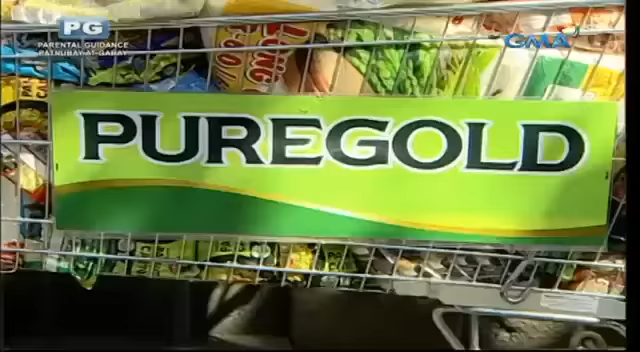 PG
PARENTAL GUIDANCE
PATNUBAY AT GABAY
GMA
PUREGOLD